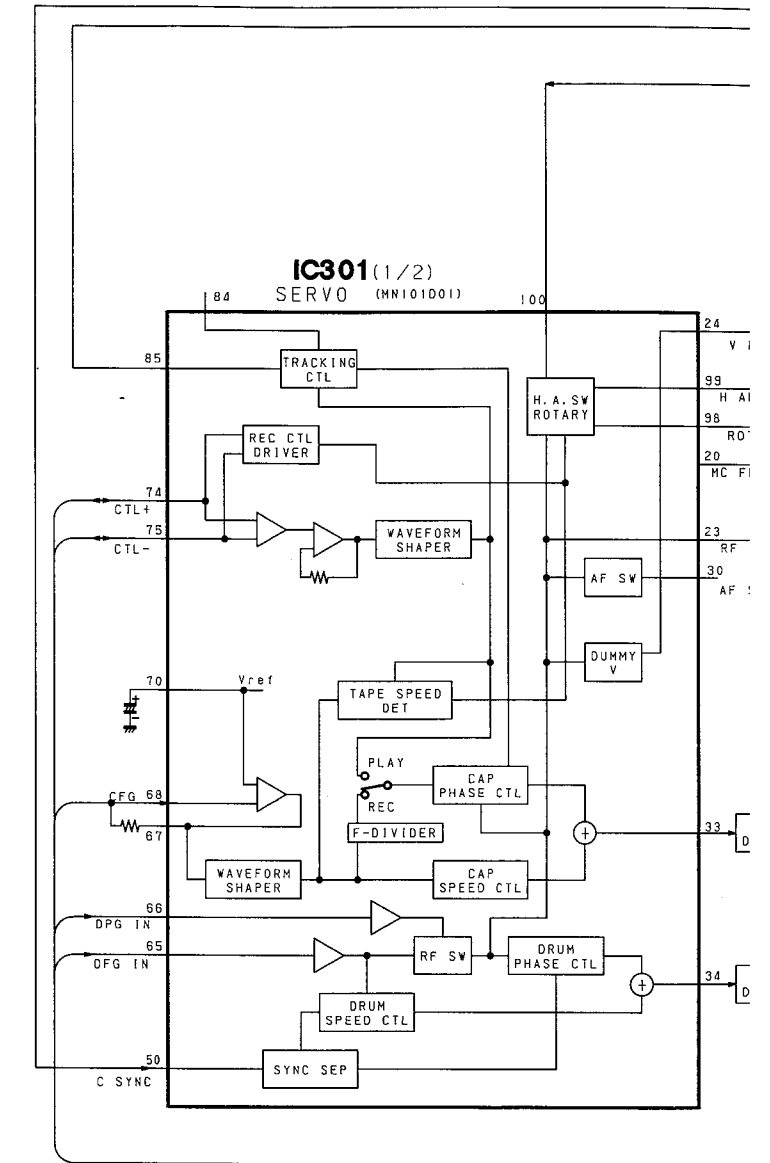 IC301(1/2)
84
SERVO (MN101D01)
100
24
V
85
TRACKING
CTL
99
H.A.SW
ROTARY
98
REC CTL
DRIVER
20
74
CTL+
75
CTL-
WAVEFORM
SHAPER
23
RF
30
AF SW
AF
DUMMY
V
70
Vref
TAPE SPEED
DET
PLAY
CAP
PHASE CTL
CFG 68
REC
67
F-DIVIDER
33
D
WAVEFORM
SHAPER
CAP
SPEED CTL
66
DPG IN
65
DFG IN
RF SW
DRUM
PHASE CTL
34
D
DRUM
SPEED CTL
50
C SYNC
SYNC SEP